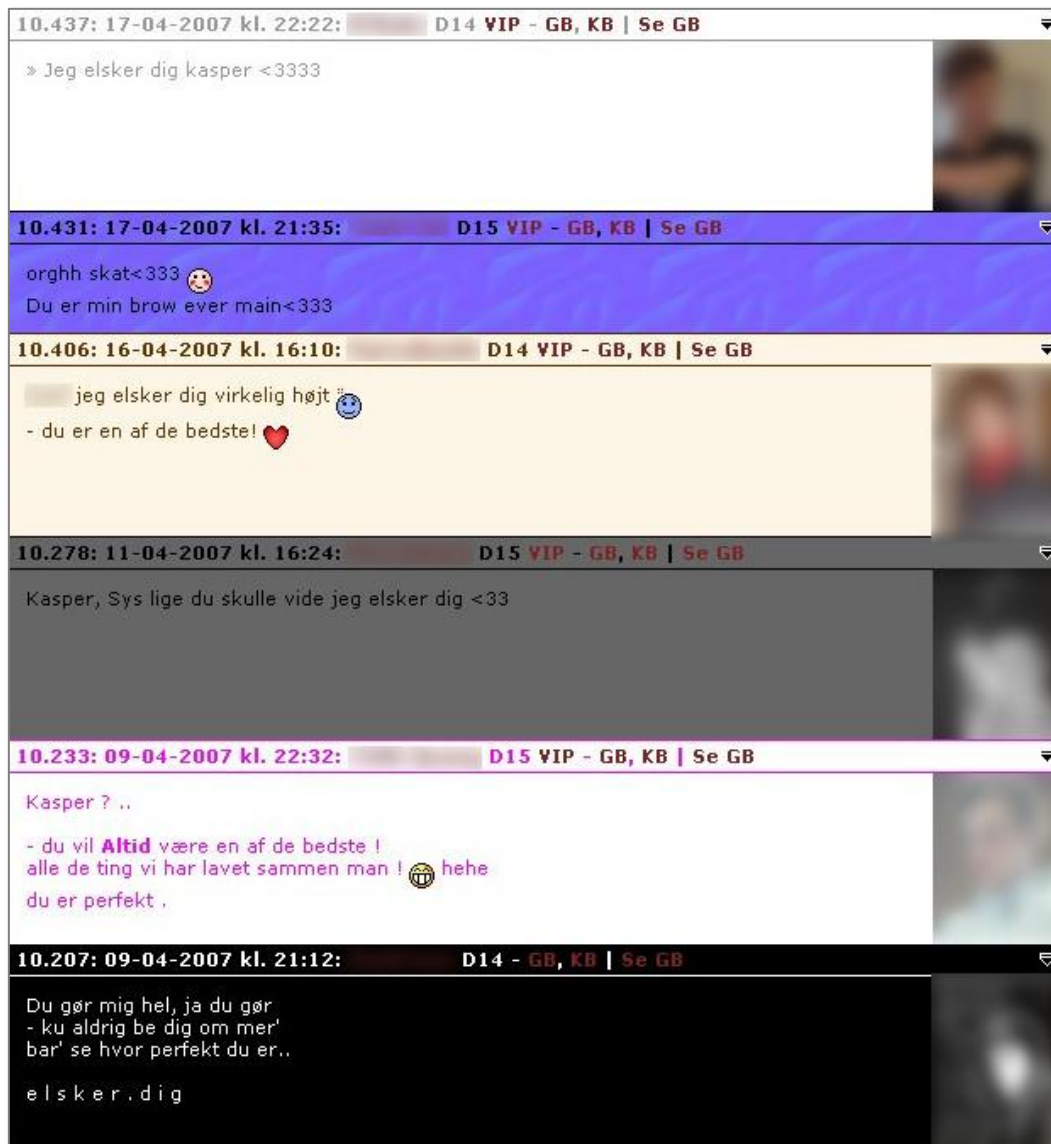 10.437: 17-04-2007 kl. 22:22: D14 VIP - GB, KB | Se GB
» Jeg elsker dig kasper <3333
10.431: 17-04-2007 kl. 21:35: D15 VIP - GB, KB | Se GB
orghh skat<333
Du er min brow ever main<333
10.406: 16-04-2007 kl. 16:10: D14 VIP - GB, KB | Se GB
jeg elsker dig virkelig højt
- du er en af de bedste!
10.278: 11-04-2007 kl. 16:24: D15 VIP - GB, KB | Se GB
Kasper, Sys lige du skulle vide jeg elsker dig <33
10.233: 09-04-2007 kl. 22:32: D15 VIP - GB, KB | Se GB
Kasper ? ..
- du vil Altid være en af de bedste !
alle de ting vi har lavet sammen man ! hehe
du er perfekt .
10.207: 09-04-2007 kl. 21:12: D14 - GB, KB | Se GB
Du gør mig hel, ja du gør
- ku aldrig be dig om mer'
bar' se hvor perfekt du er..
e l s k e r . d i g